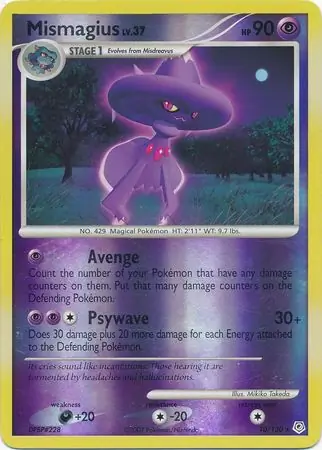 Mismagius LV.37 HP 90
STAGE 1 Evolves from Misdreavus
NO. 429 Magical Pokémon HT: 2'11" WT: 9.7 lbs.
Avenge
Count the number of your Pokémon that have any damage
counters on them. Put that many damage counters on the
Defending Pokémon.
Psywave 30+
Does 30 damage plus 20 more damage for each Energy attached
to the Defending Pokémon.
Its cries sound like incantations. Those hearing it are
tormented by headaches and hallucinations.
Illus. Mikiko Takeda
weakness resistance retreat cost
+20 -20
DPBP#228 ©2007 Pokémon/Nintendo 10/130